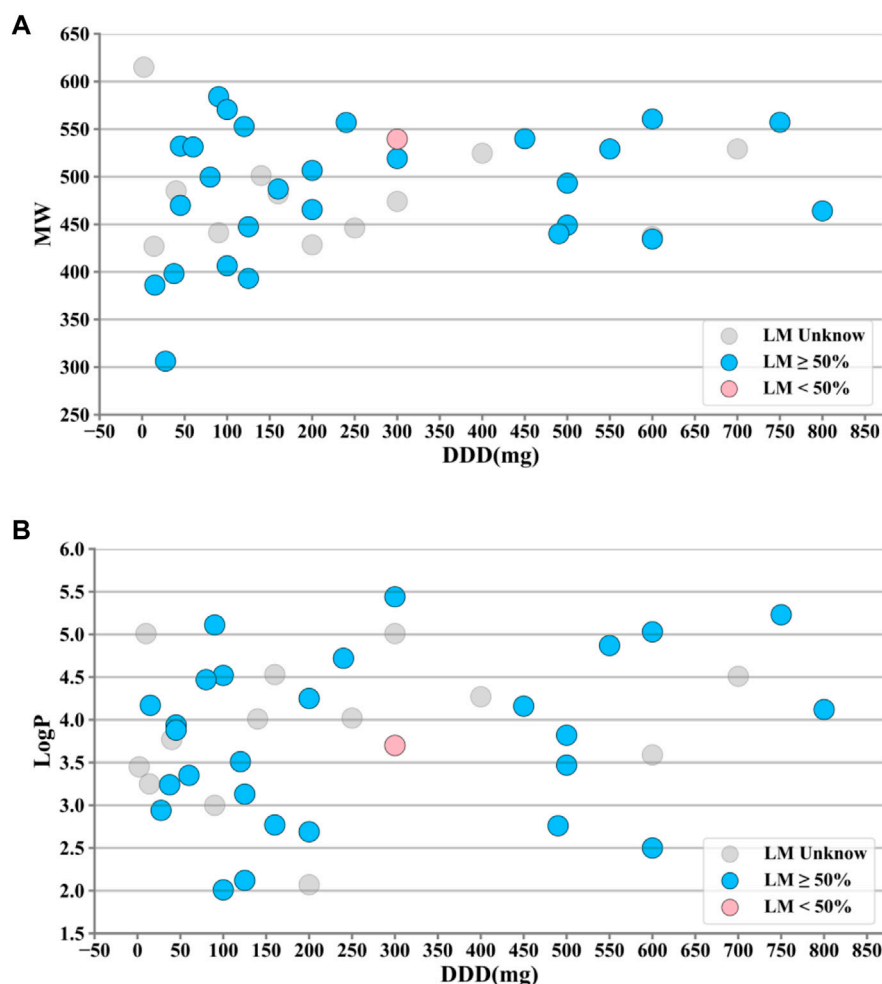 A
650
600
550
500
450
400
350
300
250
MW
−50 0 50 100 150 200 250 300 350 400 450 500 550 600 650 700 750 800 850
DDD(mg)
LM Unknow
LM ≥ 50%
LM < 50%
B
6.0
5.5
5.0
4.5
4.0
3.5
3.0
2.5
2.0
1.5
LogP
−50 0 50 100 150 200 250 300 350 400 450 500 550 600 650 700 750 800 850
DDD(mg)
LM Unknow
LM ≥ 50%
LM < 50%